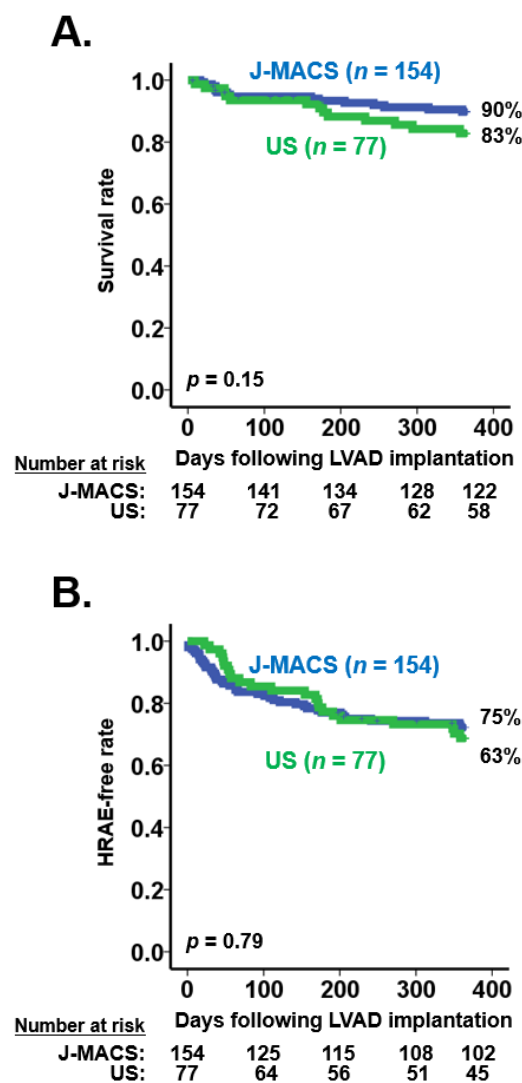 A.
J-MACS (n = 154)
US (n = 77)
90%
83%
Survival rate
1.0
0.8
0.6
0.4
0.2
0.0
p = 0.15
0 100 200 300 400
Days following LVAD implantation
Number at risk
J-MACS: 154 141 134 128 122
US: 77 72 67 62 58
B.
J-MACS (n = 154)
US (n = 77)
75%
63%
HRAE-free rate
1.0
0.8
0.6
0.4
0.2
0.0
p = 0.79
0 100 200 300 400
Days following LVAD implantation
Number at risk
J-MACS: 154 125 115 108 102
US: 77 64 56 51 45